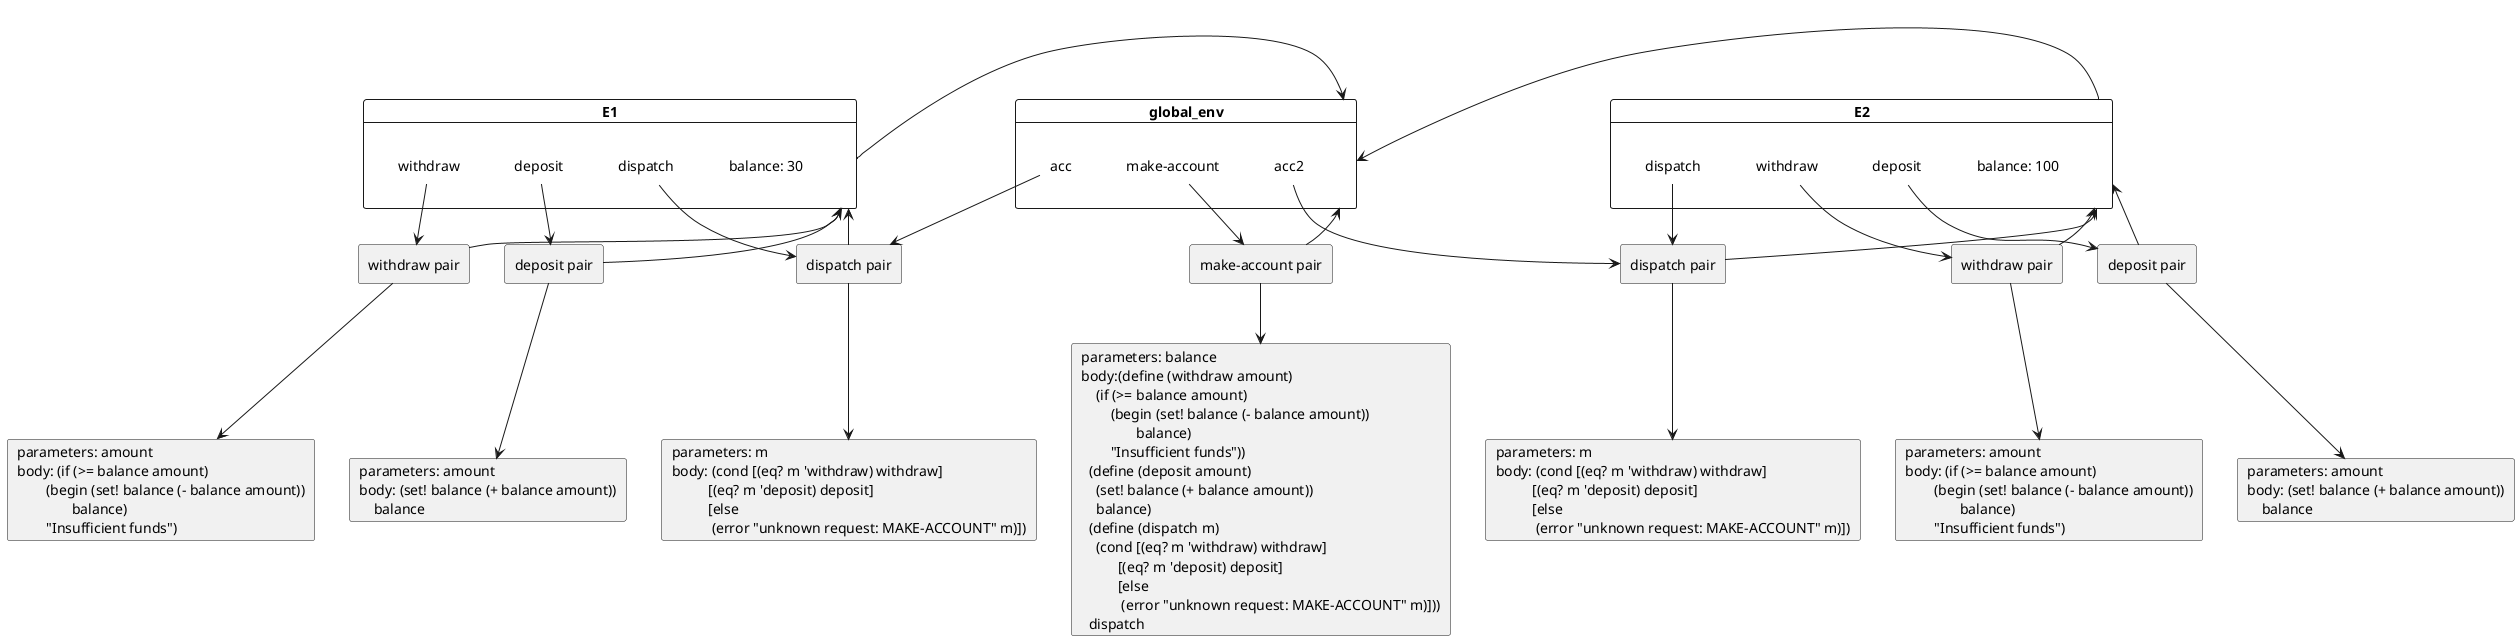 E1
global_env
E2
withdraw
deposit
dispatch
balance: 30
acc
make-account
acc2
dispatch
withdraw
deposit
balance: 100
withdraw pair
deposit pair
dispatch pair
make-account pair
dispatch pair
withdraw pair
deposit pair
parameters: amount
body: (if (>= balance amount)
(begin (set! balance (- balance amount))
balance)
"Insufficient funds")
parameters: amount
body: (set! balance (+ balance amount))
balance
parameters: m
body: (cond [(eq? m 'withdraw) withdraw]
[(eq? m 'deposit) deposit]
[else
(error "unknown request: MAKE-ACCOUNT" m)])
parameters: balance
body:(define (withdraw amount)
(if (>= balance amount)
(begin (set! balance (- balance amount))
balance)
"Insufficient funds"))
(define (deposit amount)
(set! balance (+ balance amount))
balance)
(define (dispatch m)
(cond [(eq? m 'withdraw) withdraw]
[(eq? m 'deposit) deposit]
[else
(error "unknown request: MAKE-ACCOUNT" m)]))
dispatch
parameters: m
body: (cond [(eq? m 'withdraw) withdraw]
[(eq? m 'deposit) deposit]
[else
(error "unknown request: MAKE-ACCOUNT" m)])
parameters: amount
body: (if (>= balance amount)
(begin (set! balance (- balance amount))
balance)
"Insufficient funds")
parameters: amount
body: (set! balance (+ balance amount))
balance